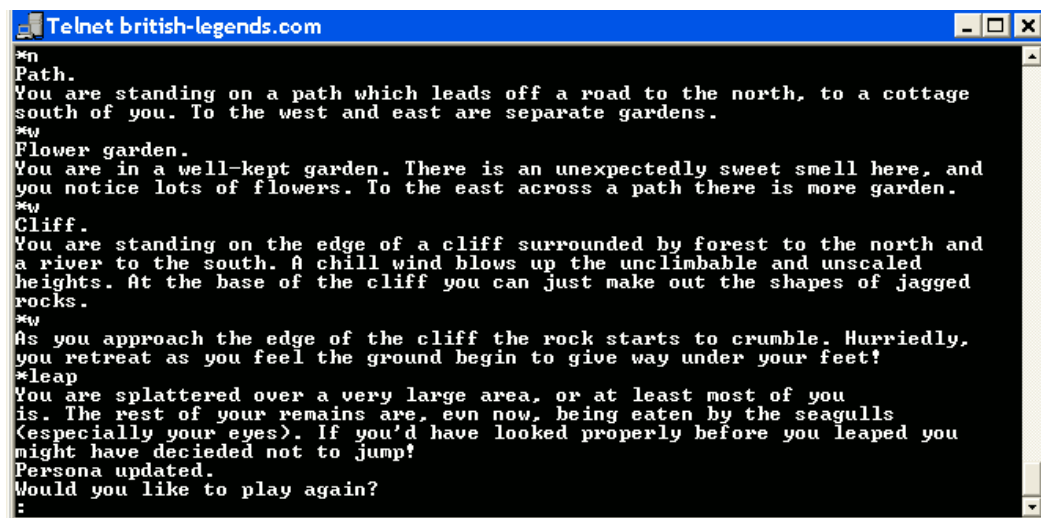 Telnet british-legends.com
*n
Path.
You are standing on a path which leads off a road to the north, to a cottage
south of you. To the west and east are separate gardens.
*w
Flower garden.
You are in a well-kept garden. There is an unexpectedly sweet smell here, and
you notice lots of flowers. To the east across a path there is more garden.
*w
Cliff.
You are standing on the edge of a cliff surrounded by forest to the north and
a river to the south. A chill wind blows up the unclimbable and unscaled
heights. At the base of the cliff you can just make out the shapes of jagged
rocks.
*w
As you approach the edge of the cliff the rock starts to crumble. Hurriedly,
you retreat as you feel the ground begin to give way under your feet!
*leap
You are splattered over a very large area, or at least most of you
is. The rest of your remains are, evn now, being eaten by the seagulls
(especially your eyes). If you'd have looked properly before you leaped you
might have decieded not to jump!
Persona updated.
Would you like to play again?
: